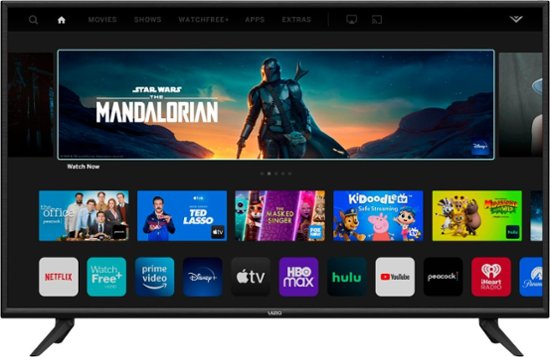 MOVIES SHOWS WATCHFREE+ APPS EXTRAS
STAR WARS
THE
MANDALORIAN
Disney+
Watch Now
the office
peacock
TED LASSO
tv
THE MASKED SINGER
FOX NOW
KiDoodle.TV
Safe Streaming
hulu
NETFLIX
Watch Free+
prime video
Disney+
tv
HBO max
hulu
YouTube
peacock
iHeart RADIO
Paramo
VIZIO